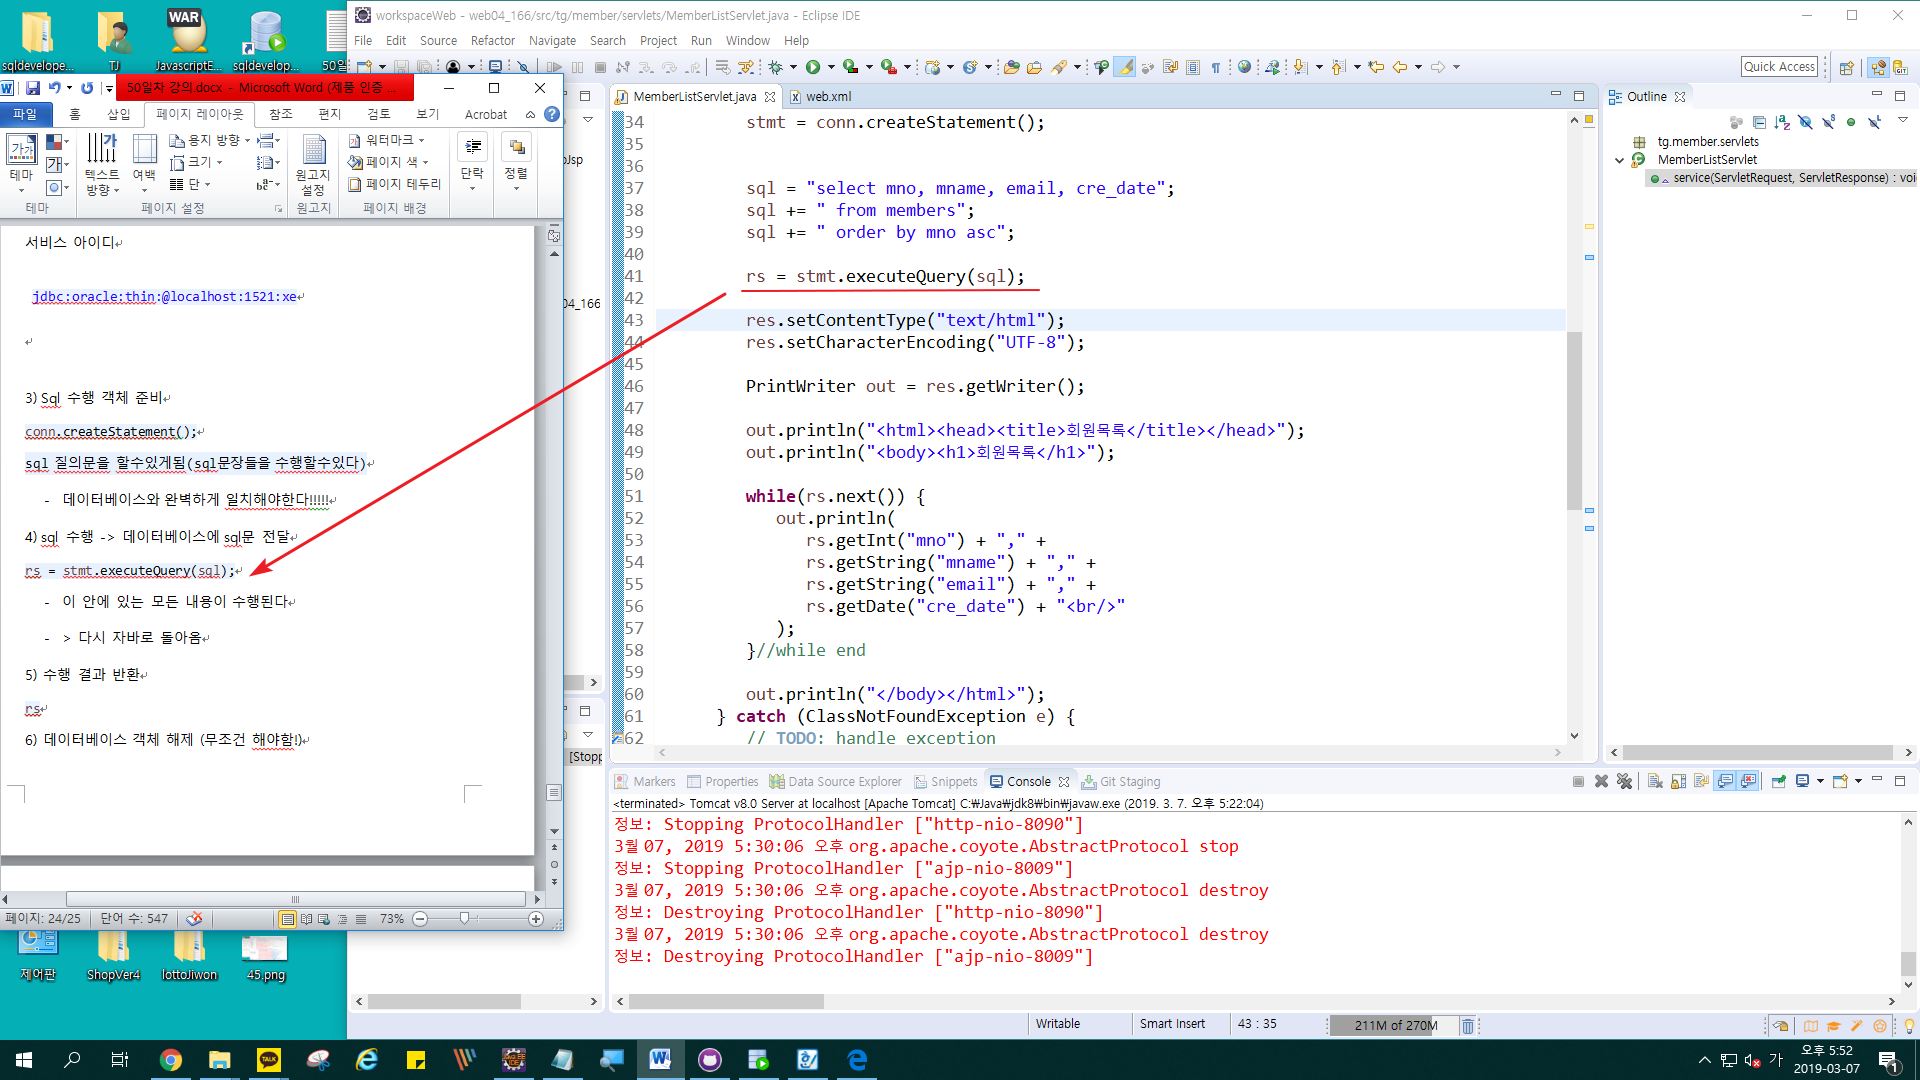 sqldevelope...
TJ
WAR
JavascriptE...
sqldevelop...
50일
workspaceWeb - web04_166/src/tg/member/servlets/MemberListServlet.java - Eclipse IDE
File Edit Source Refactor Navigate Search Project Run Window Help
Quick Access
50일차 강의.docx - Microsoft Word (제품 인증 ...
파일 홈 삽입 페이지 레이아웃 참조 편지 검토 보기 Acrobat
테마
텍스트 방향
여백
용지 방향
크기
단
원고지 설정
워터마크
페이지 색
페이지 테두리
단락
정렬
테마 페이지 설정 원고지 페이지 배경
서비스 아이디
jdbc:oracle:thin:@localhost:1521:xe
3) Sql 수행 객체 준비
conn.createStatement();
sql 질의문을 할수있게됨(sql문장들을 수행할수있다)
- 데이터베이스와 완벽하게 일치해야한다!!!!!
4) sql 수행 -> 데이터베이스에 sql문 전달
rs = stmt.executeQuery(sql);
- 이 안에 있는 모든 내용이 수행된다
- > 다시 자바로 돌아옴
5) 수행 결과 반환
rs
6) 데이터베이스 객체 해제 (무조건 해야함!)
페이지: 24/25 단어 수: 547 73%
제어판
ShopVer4
lottoJiwon
45.png
04_166
[Stopp
MemberListServlet.java web.xml
34 stmt = conn.createStatement();
35
36
37 sql = "select mno, mname, email, cre_date";
38 sql += " from members";
39 sql += " order by mno asc";
40
41 rs = stmt.executeQuery(sql);
42
43 res.setContentType("text/html");
44 res.setCharacterEncoding("UTF-8");
45
46 PrintWriter out = res.getWriter();
47
48 out.println("<html><head><title>회원목록</title></head>");
49 out.println("<body><h1>회원목록</h1>");
50
51 while(rs.next()) {
52 out.println(
53 rs.getInt("mno") + "," +
54 rs.getString("mname") + "," +
55 rs.getString("email") + "," +
56 rs.getDate("cre_date") + "<br/>"
57 );
58 }//while end
59
60 out.println("</body></html>");
61 } catch (ClassNotFoundException e) {
62 // TODO: handle exception
Outline
tg.member.servlets
MemberListServlet
service(ServletRequest, ServletResponse) : voi
Markers Properties Data Source Explorer Snippets Console Git Staging
<terminated> Tomcat v8.0 Server at localhost [Apache Tomcat] C:₩Java₩jdk8₩bin₩javaw.exe (2019. 3. 7. 오후 5:22:04)
정보: Stopping ProtocolHandler ["http-nio-8090"]
3월 07, 2019 5:30:06 오후 org.apache.coyote.AbstractProtocol stop
정보: Stopping ProtocolHandler ["ajp-nio-8009"]
3월 07, 2019 5:30:06 오후 org.apache.coyote.AbstractProtocol destroy
정보: Destroying ProtocolHandler ["http-nio-8090"]
3월 07, 2019 5:30:06 오후 org.apache.coyote.AbstractProtocol destroy
정보: Destroying ProtocolHandler ["ajp-nio-8009"]
Writable Smart Insert 43 : 35 211M of 270M
가
오후 5:52
2019-03-07
1